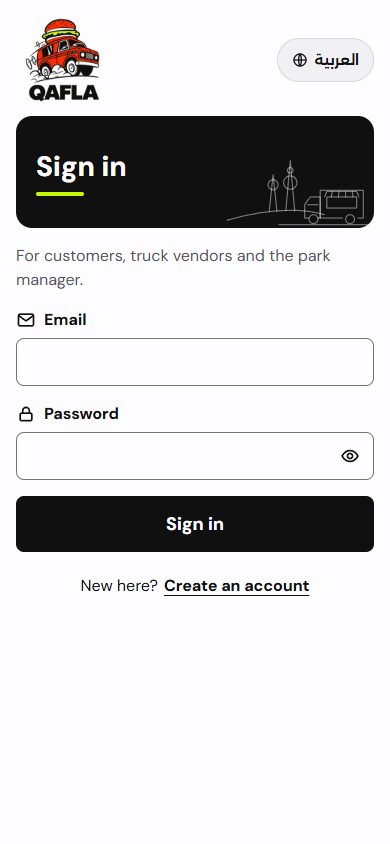 QAFLA
العربية
Sign in
For customers, truck vendors and the park
manager.
Email
Password
Sign in
New here? Create an account